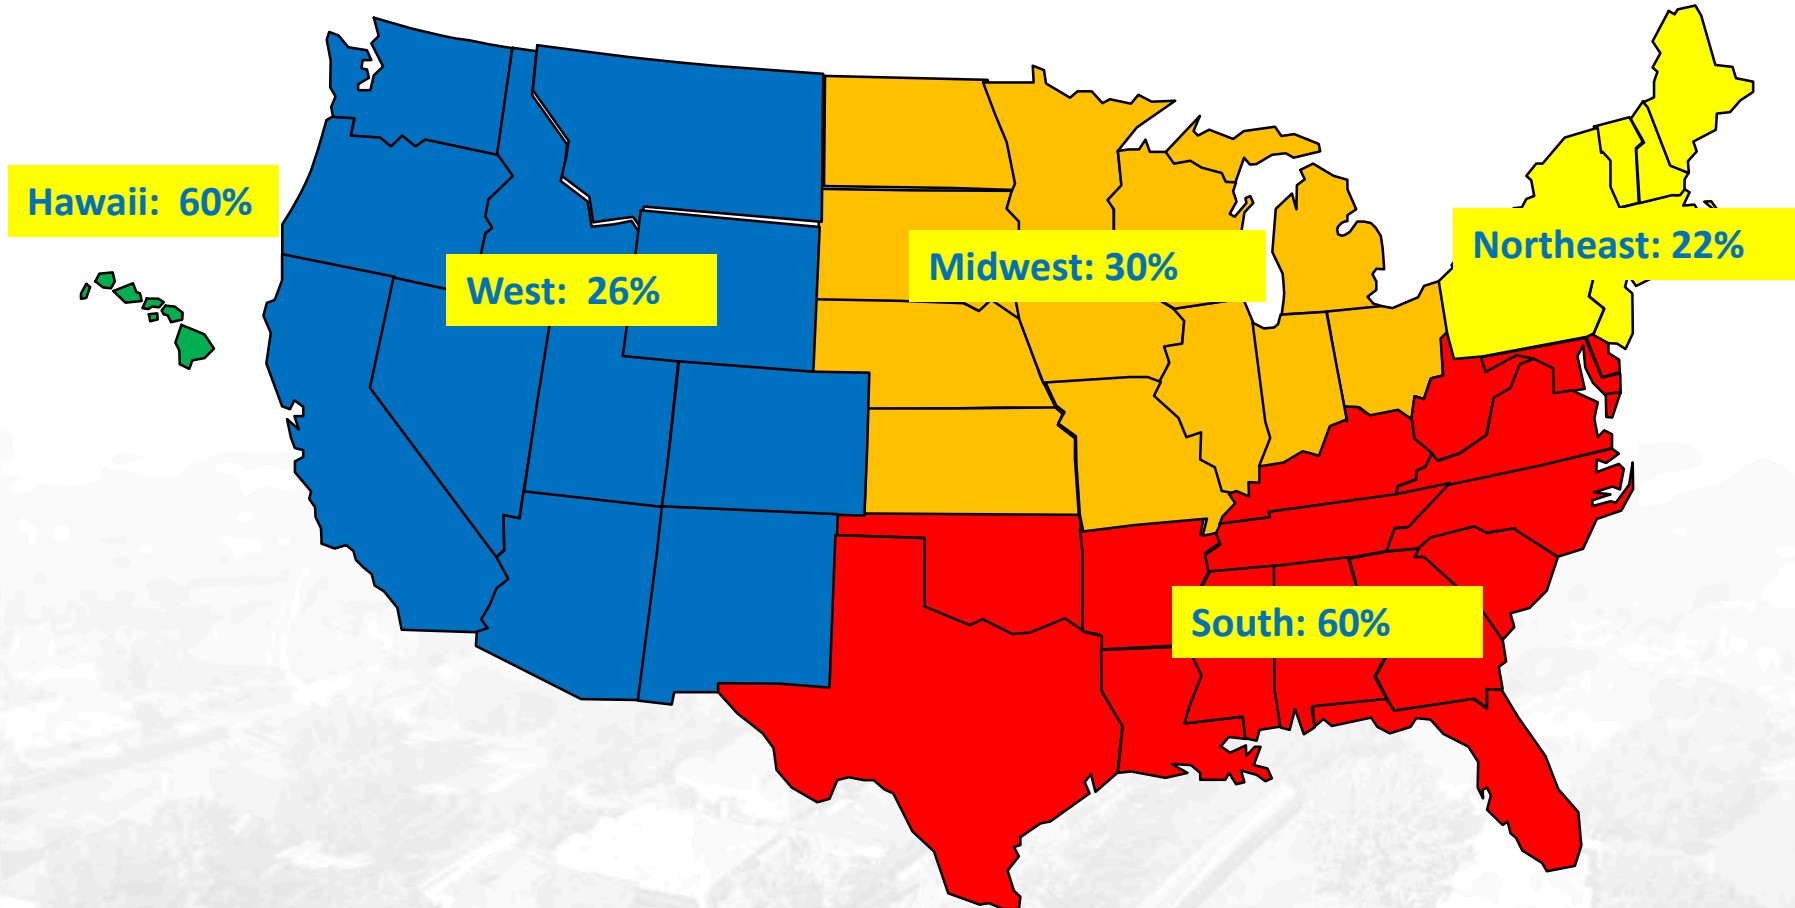 Hawaii:  60%
West:  26%
Midwest: 30%
Northeast: 22%
South: 60%